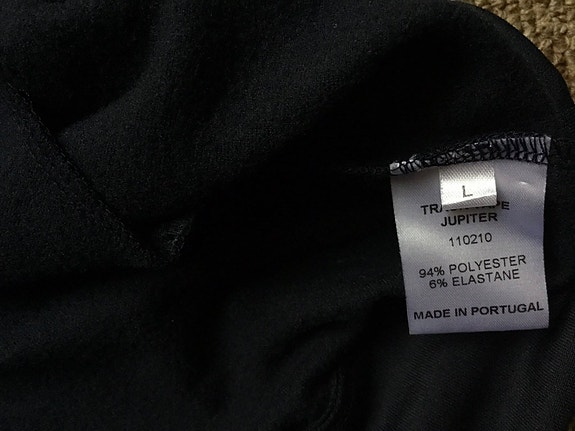 L
JUPITER
110210
94% POLYESTER
6% ELASTANE
MADE IN PORTUGAL